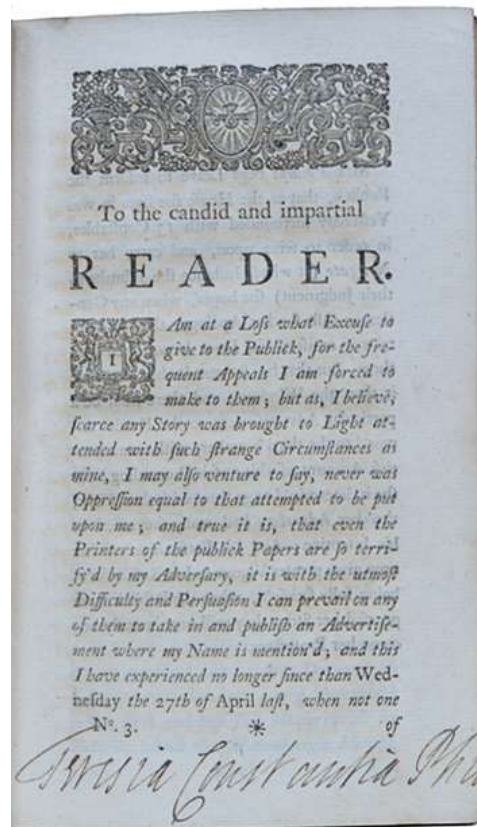 To the candid and impartial
READER.
I Am at a Loſs what Excuſe to
give to the Publick, for the fre-
quent Appeals I am forced to
make to them; but as, I believe,
ſcarce any Story was brought to Light at-
tended with ſuch ſtrange Circumſtances as
mine, I may alſo venture to ſay, never was
Oppreſſion equal to that attempted to be put
upon me; and true it is, that even the
Printers of the publick Papers are ſo terri-
fy'd by my Adverſary, it is with the utmoſt
Difficulty and Perſuaſion I can prevail on any
of them to take in and publiſh an Advertiſe-
ment where my Name is mention'd; and this
I have experienced no longer ſince than Wed-
neſday the 27th of April laſt, when not one
Nº. 3. * of
Teresia Constantia